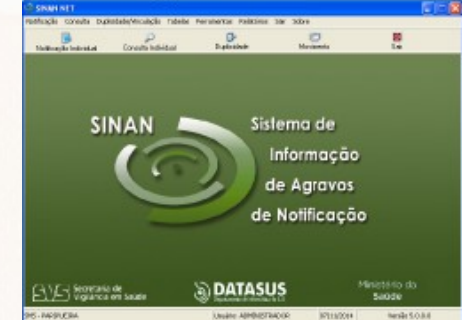 SINAN NET
Notificação Consulta Duplicidade/Vinculação Tabelas Ferramentas Relatórios Sair Sobre
Notificação Individual Consulta Individual Duplicidade Movimento Sair
SINAN
Sistema de
Informação
de Agravos
de Notificação
SVS Secretaria de
Vigilância em Saúde
DATASUS
Ministério da
Saúde
Usuário: ADMINISTRADOR